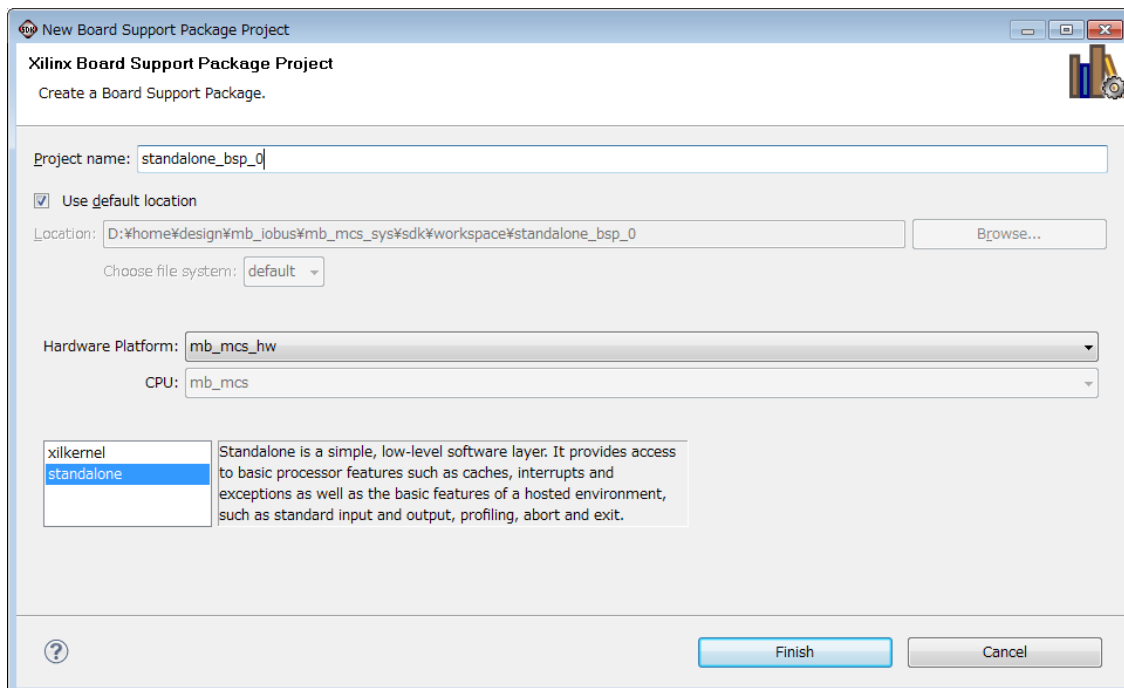 SDK New Board Support Package Project
Xilinx Board Support Package Project
Create a Board Support Package.
Project name: standalone_bsp_0
Use default location
Location: D:¥home¥design¥mb_iobus¥mb_mcs_sys¥sdk¥workspace¥standalone_bsp_0 Browse...
Choose file system: default
Hardware Platform: mb_mcs_hw
CPU: mb_mcs
xilkernel
standalone
Standalone is a simple, low-level software layer. It provides access
to basic processor features such as caches, interrupts and
exceptions as well as the basic features of a hosted environment,
such as standard input and output, profiling, abort and exit.
? Finish Cancel